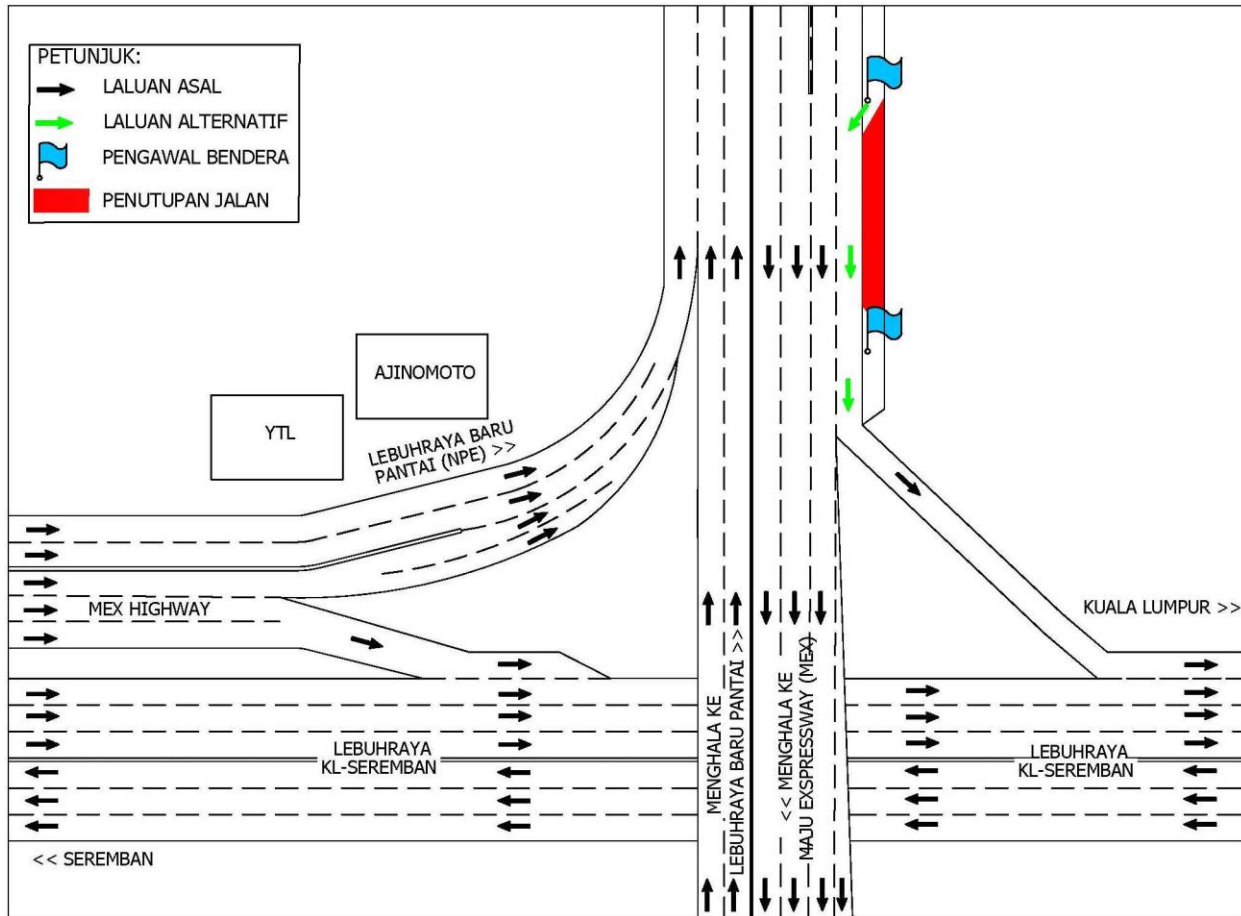 PETUNJUK:
LALUAN ASAL
LALUAN ALTERNATIF
PENGAWAL BENDERA
PENUTUPAN JALAN
AJINOMOTO
YTL
LEBUHRAYA BARU
PANTAI (NPE) >>
MEX HIGHWAY
KUALA LUMPUR >>
MENGHALA KE
LEBUHRAYA BARU PANTAI >>
<< MENGHALA KE
MAJU EXSPRESSWAY (MEX)
LEBUHRAYA
KL-SEREMBAN
LEBUHRAYA
KL-SEREMBAN
<< SEREMBAN